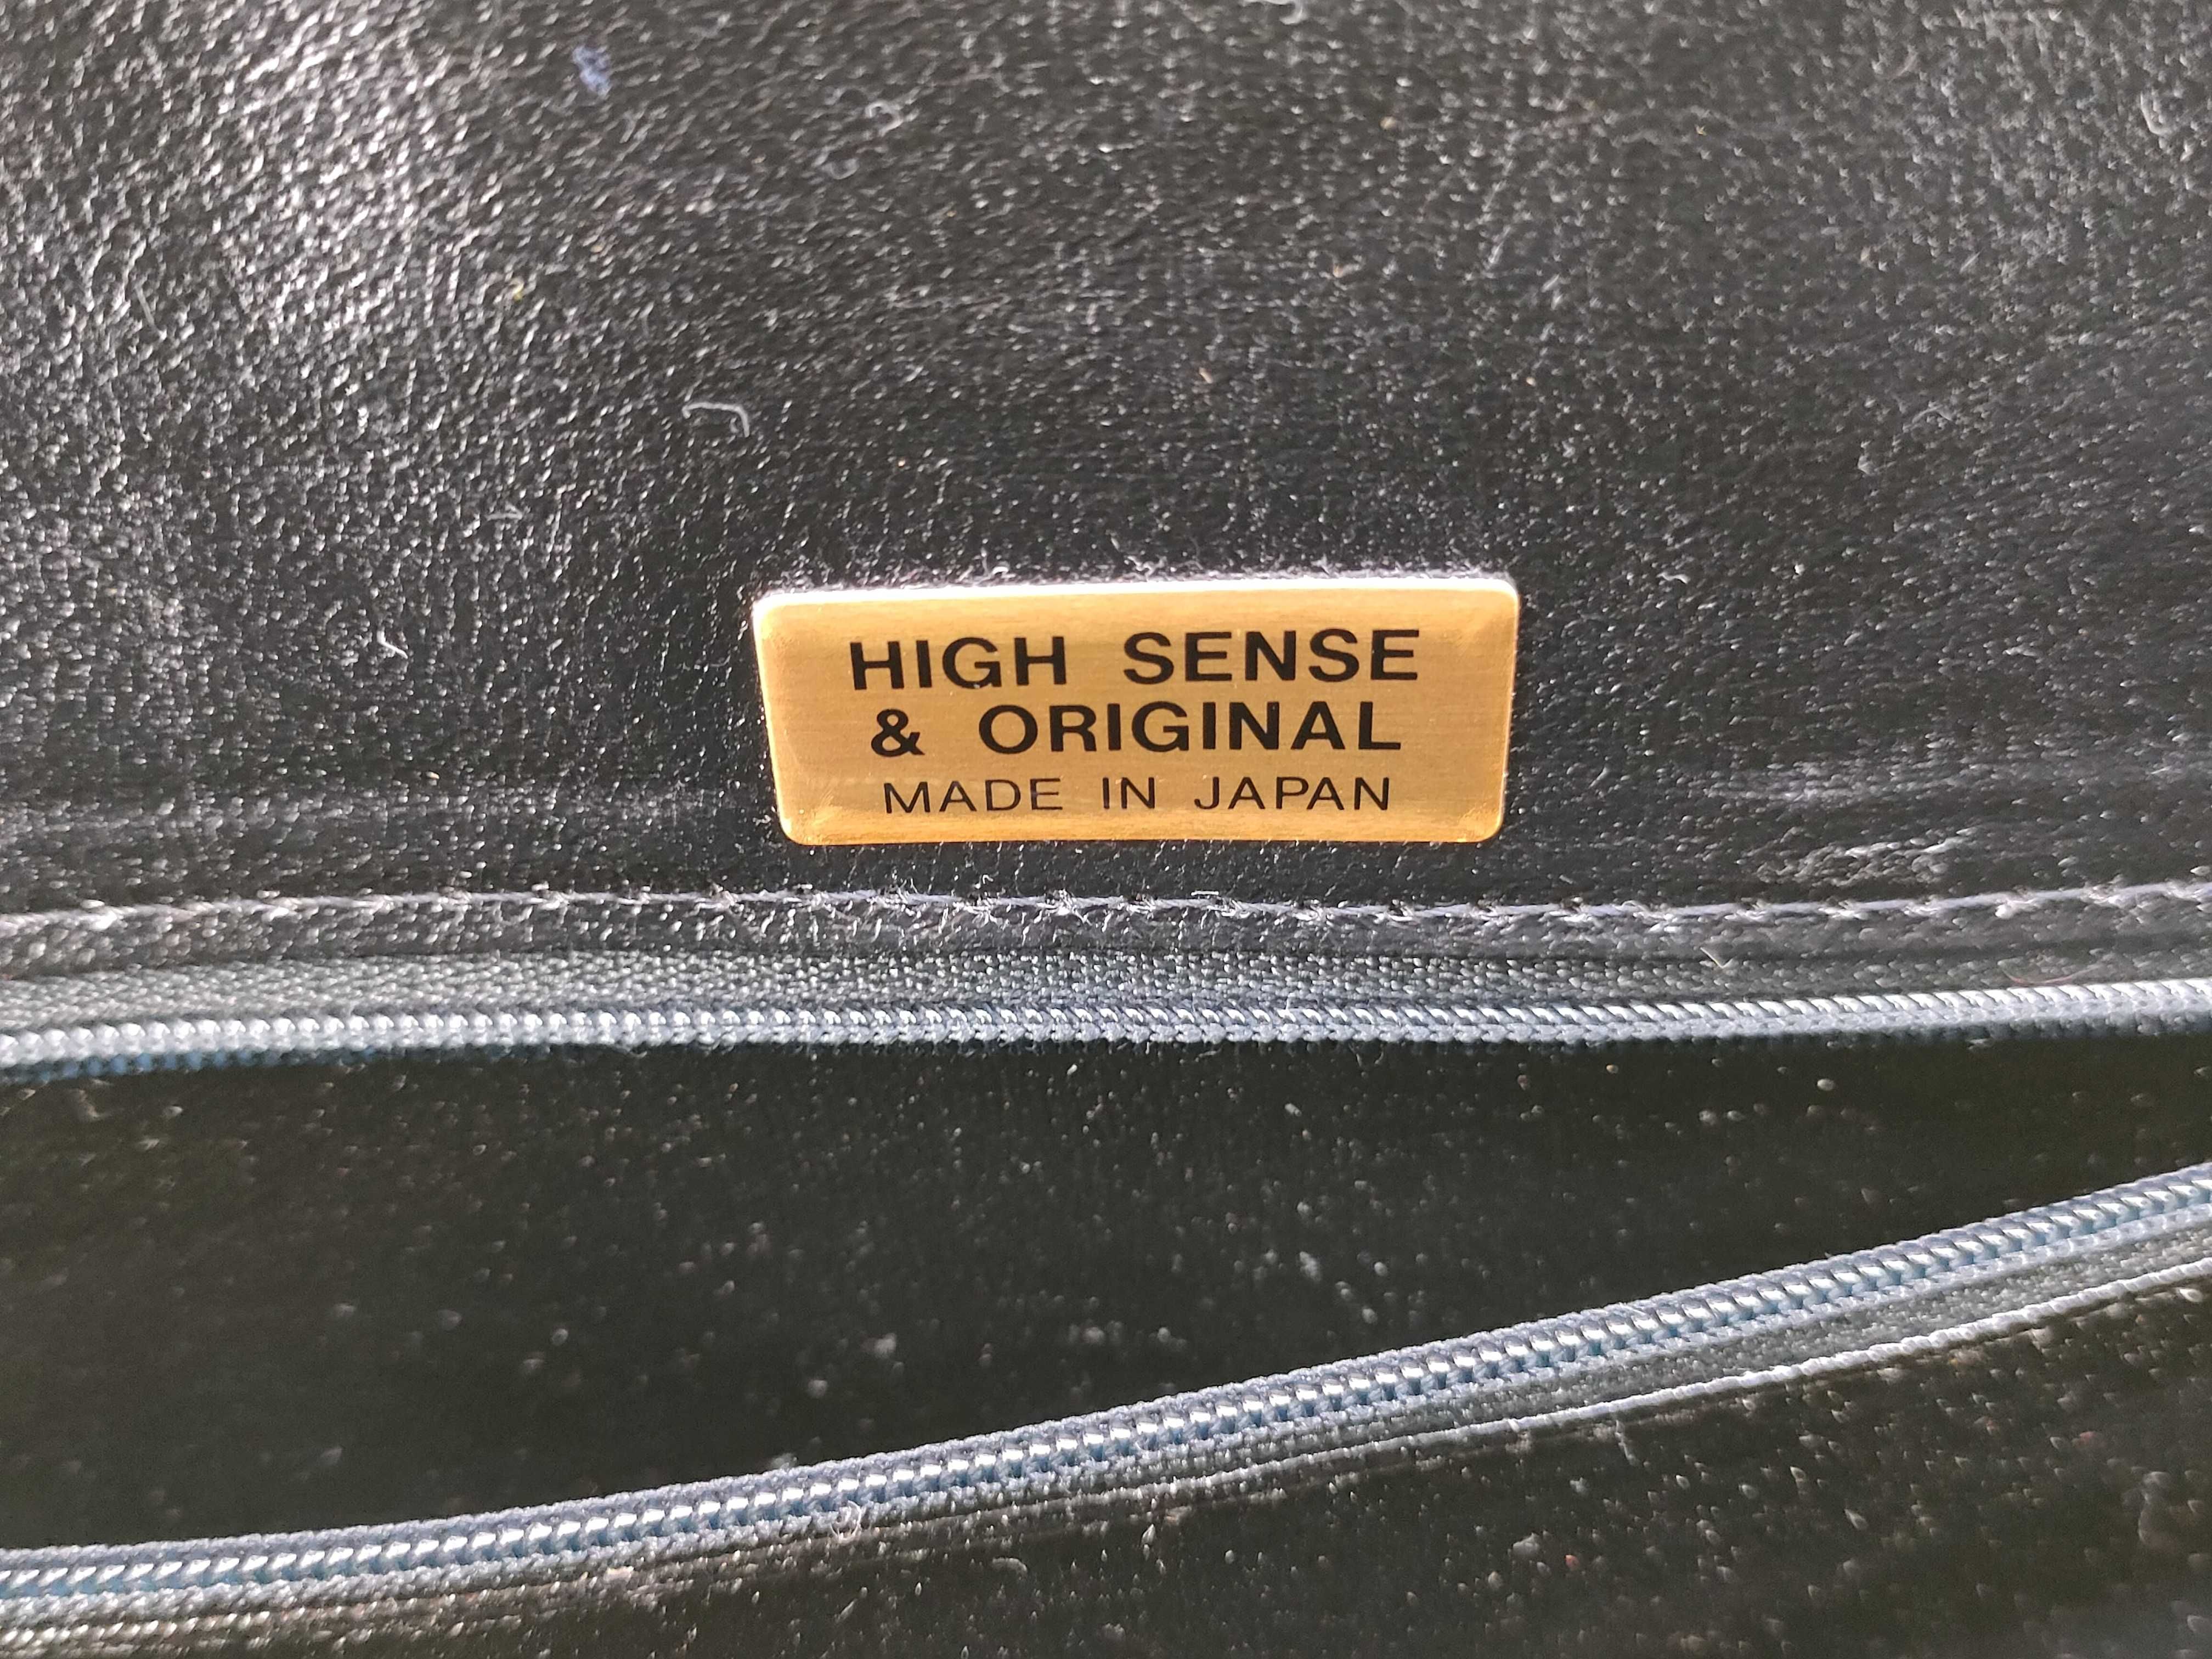 HIGH SENSE
& ORIGINAL
MADE IN JAPAN